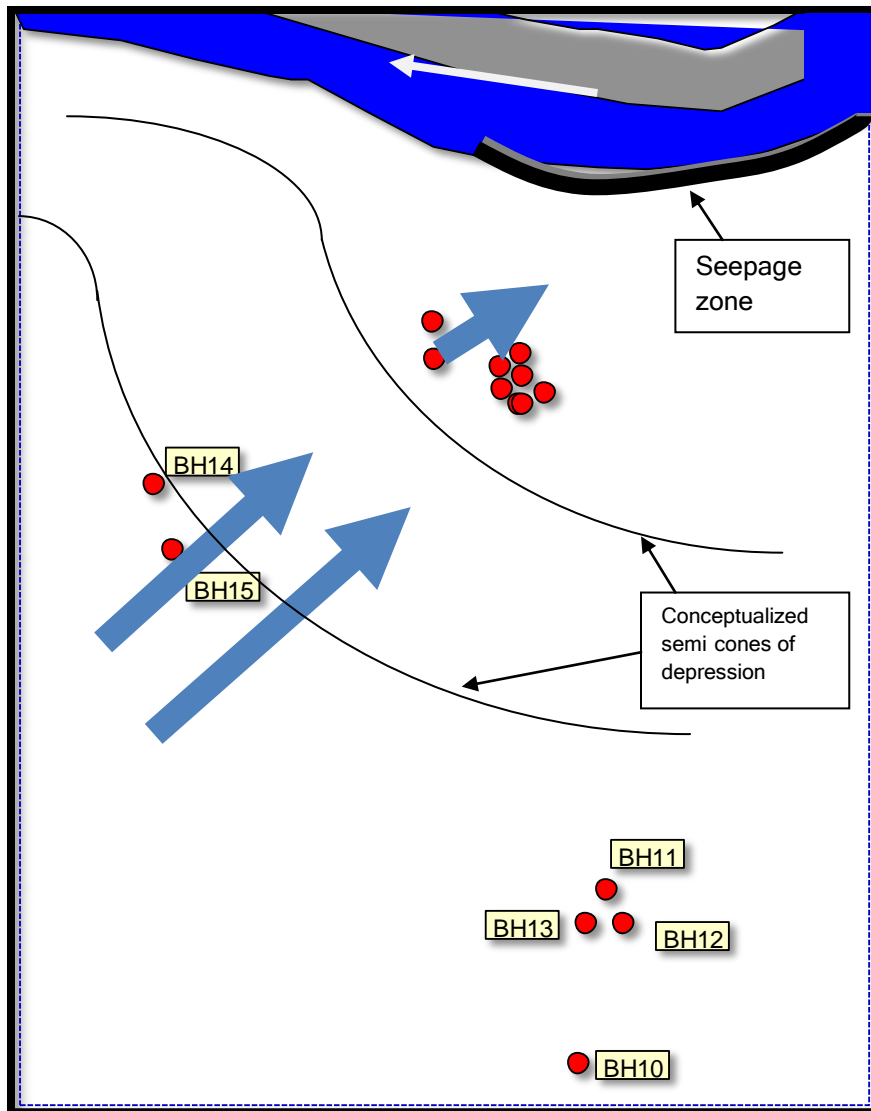 Seepage
zone
BH14
BH15
Conceptualized
semi cones of
depression
BH11
BH13
BH12
BH10